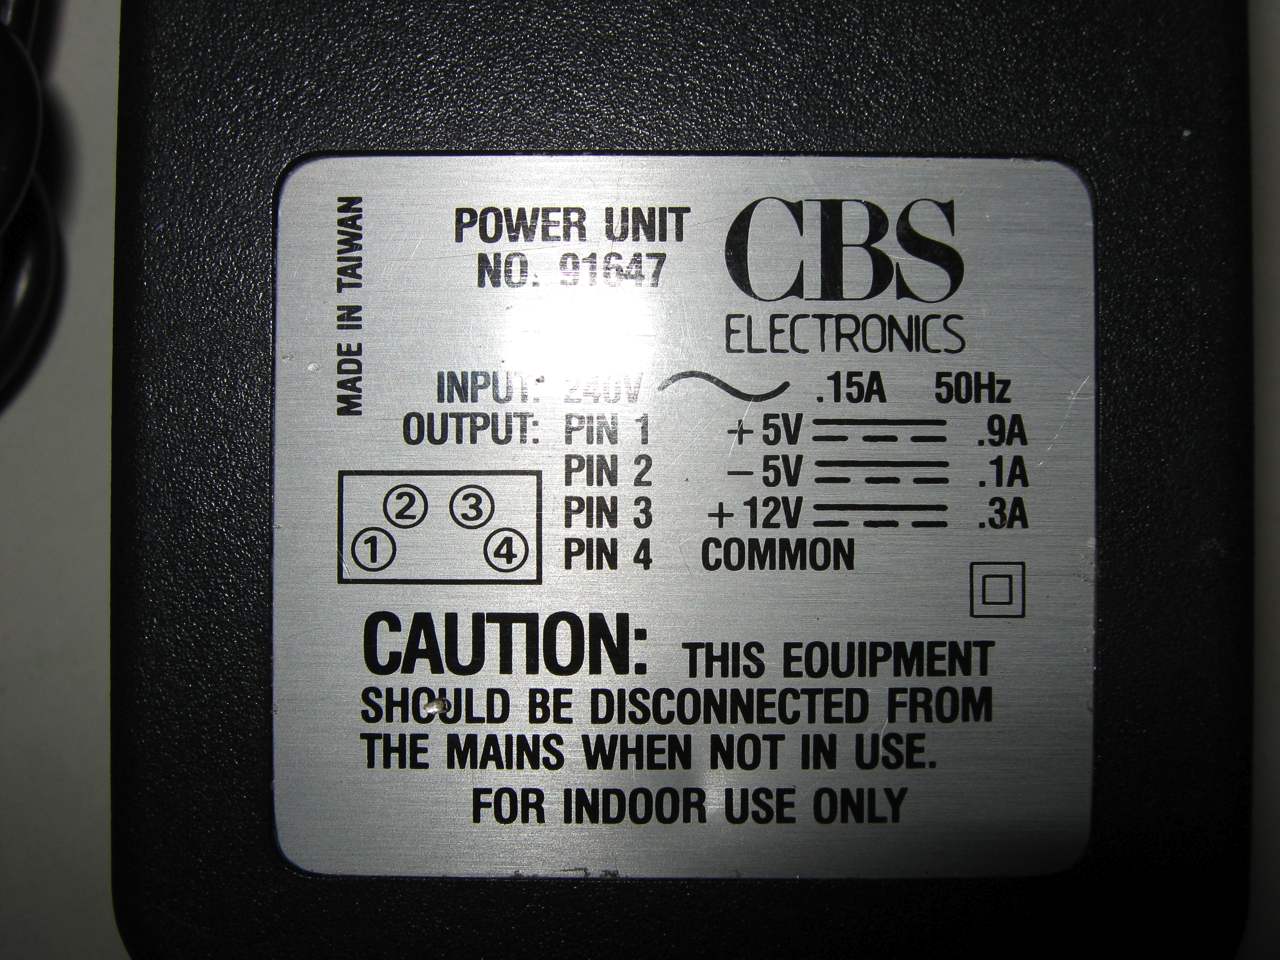 MADE IN TAIWAN
POWER UNIT
NO. 91647
CBS
ELECTRONICS
INPUT: 240V .15A 50Hz
OUTPUT: PIN 1 +5V .9A
PIN 2 -5V .1A
PIN 3 +12V .3A
PIN 4 COMMON
2 3
1 4
CAUTION: THIS EQUIPMENT
SHOULD BE DISCONNECTED FROM
THE MAINS WHEN NOT IN USE.
FOR INDOOR USE ONLY